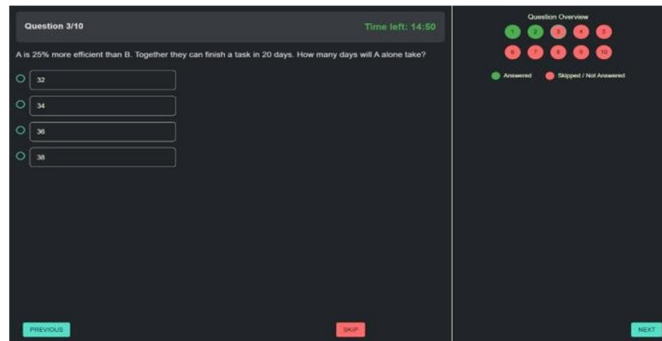 Question 3/10
Time left: 14:50
A is 25% more efficient than B. Together they can finish a task in 20 days. How many days will A alone take?
32
34
36
38
PREVIOUS
SKIP
Question Overview
1 2 3 4 5
6 7 8 9 10
Answered Skipped / Not Answered
NEXT